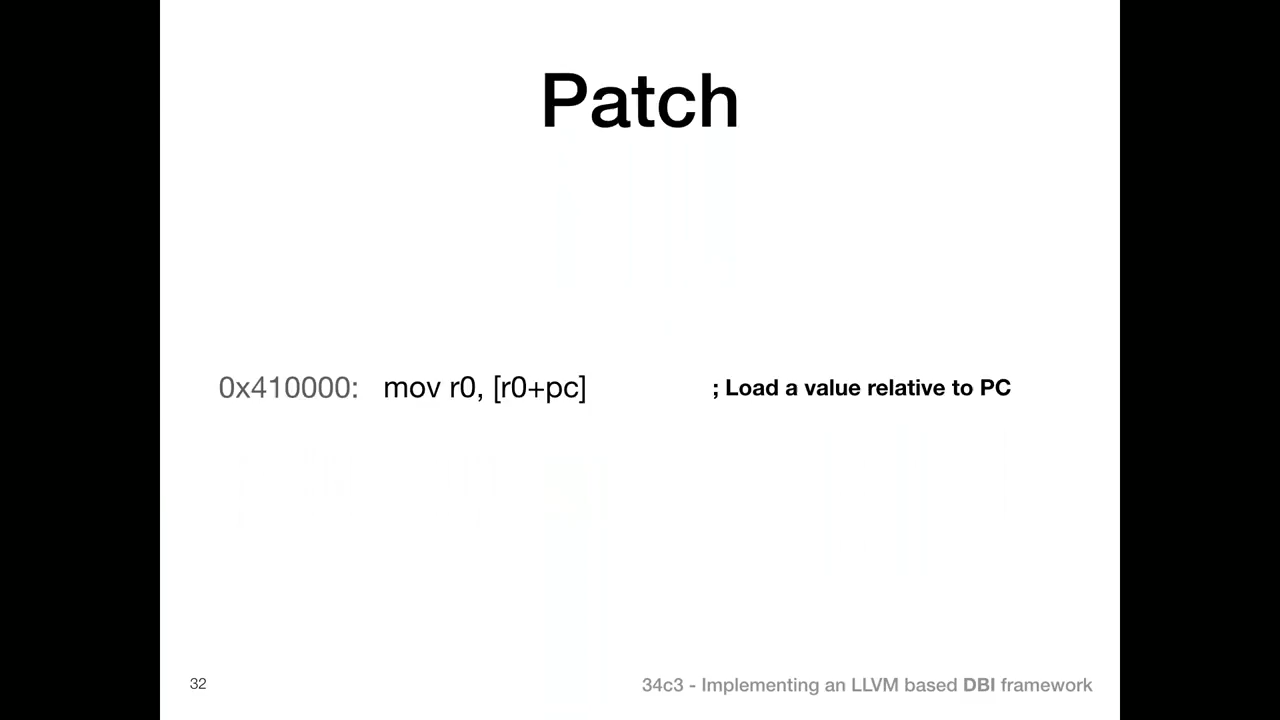 Patch
0x410000: mov r0, [r0+pc] ; Load a value relative to PC
32 34c3 - Implementing an LLVM based DBI framework